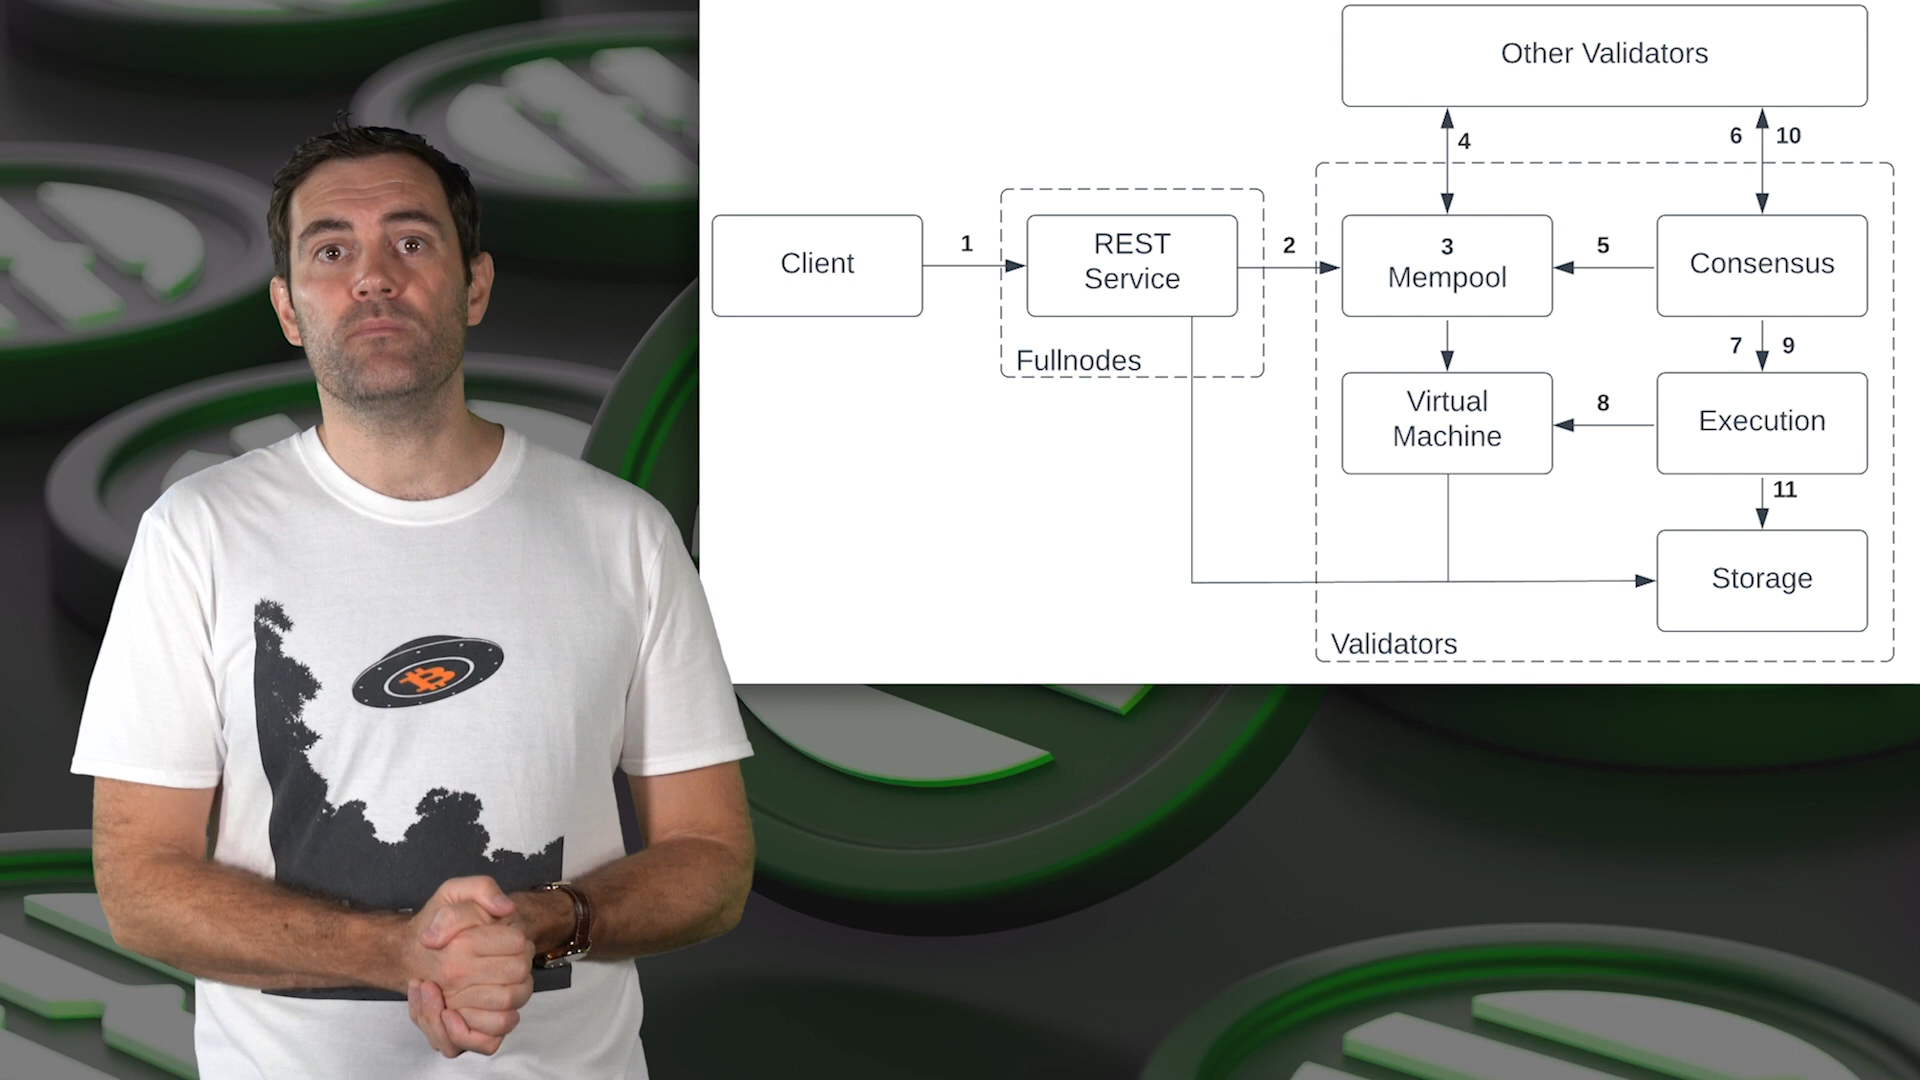 Other Validators
4
6
10
Client
1
REST
Service
2
3
Mempool
5
Consensus
Fullnodes
7
9
Virtual
Machine
8
Execution
11
Storage
Validators